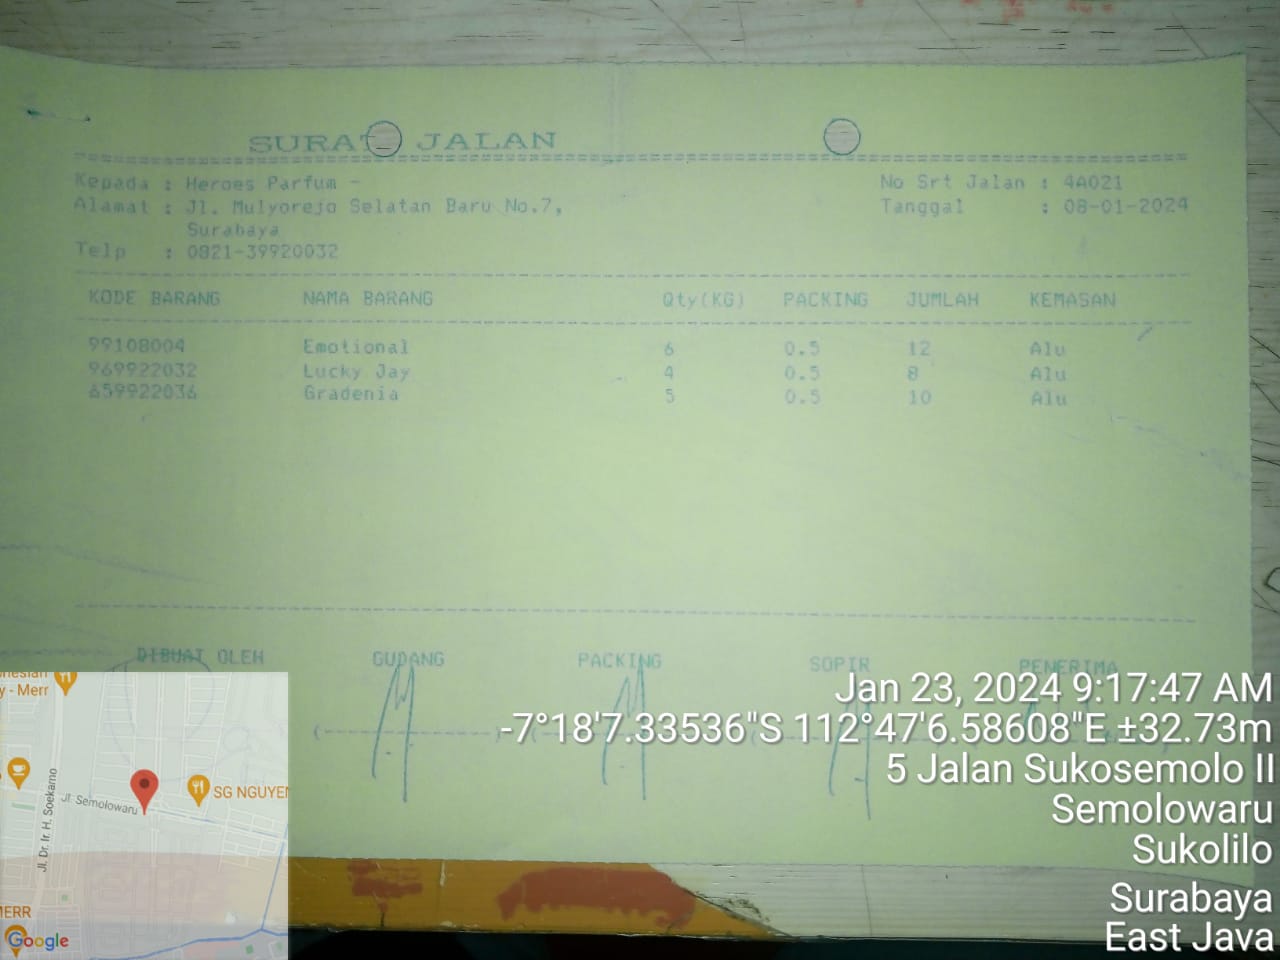 SURAT JALAN
Kepada : Heroes Parfum -
Alamat : Jl. Mulyorejo Selatan Baru No.7,
Surabaya
Telp : 0821-39920032
No Srt Jalan : 4A021
Tanggal : 08-01-2024
KODE BARANG NAMA BARANG Qty(KG) PACKING JUMLAH KEMASAN
99108004 Emotional 6 0.5 12 Alu
969922032 Lucky Jay 4 0.5 8 Alu
659922036 Gradenia 5 0.5 10 Alu
DIBUAT OLEH GUDANG PACKING SOPIR PENERIMA
Jan 23, 2024 9:17:47 AM
-7°18'7.33536"S 112°47'6.58608"E ±32.73m
5 Jalan Sukosemolo II
Semolowaru
Sukolilo
Surabaya
East Java
y - Merr
Jl. Dr. Ir. H. Soekarno
Jl. Semolowaru
SG NGUYEN
MERR
Google